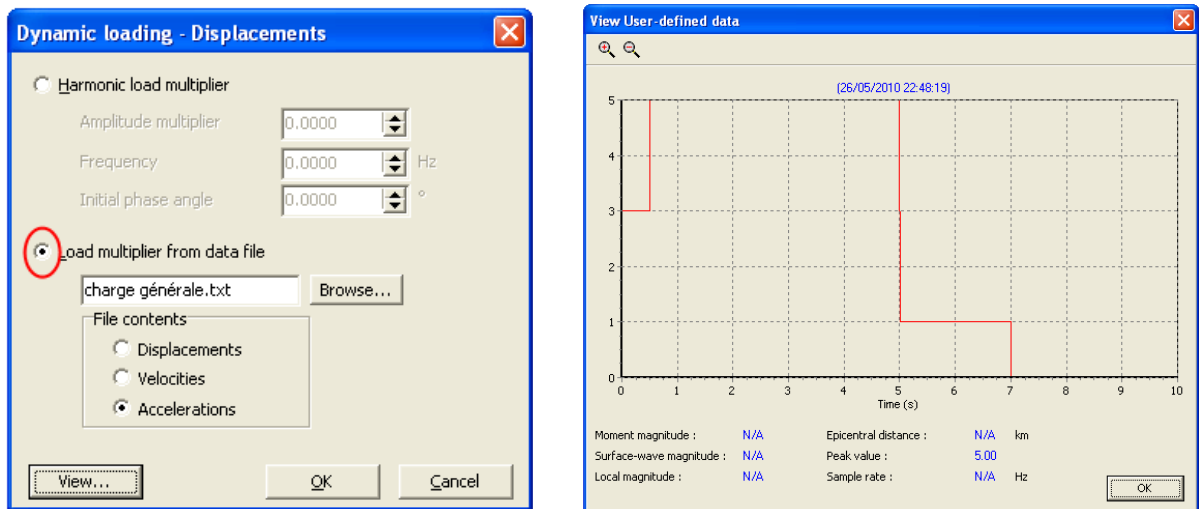 Dynamic loading - Displacements
Harmonic load multiplier
Amplitude multiplier 0.0000
Frequency 0.0000 Hz
Initial phase angle 0.0000 °
Load multiplier from data file
charge générale.txt Browse...
File contents
Displacements
Velocities
Accelerations
View... OK Cancel
View User-defined data
(26/05/2010 22:48:19)
5
4
3
2
1
0
0 1 2 3 4 5 6 7 8 9 10
Time (s)
Moment magnitude : N/A Epicentral distance : N/A km
Surface-wave magnitude : N/A Peak value : 5.00
Local magnitude : N/A Sample rate : N/A Hz
OK